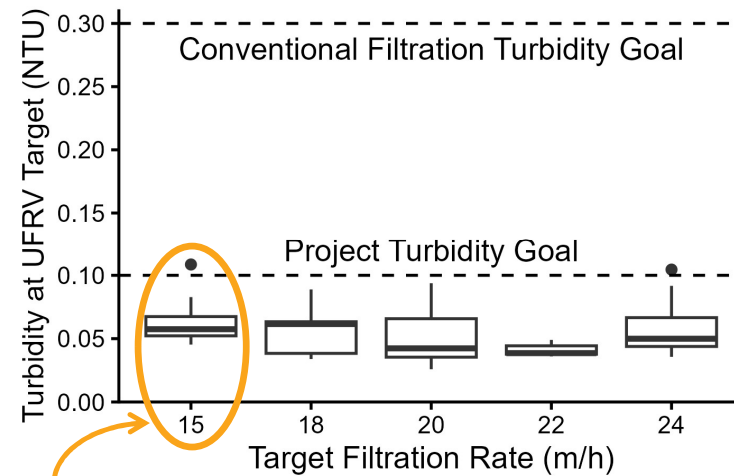 Turbidity at UFRV Target (NTU)
0.30
Conventional Filtration Turbidity Goal
0.25
0.20
0.15
Project Turbidity Goal
0.10
0.05
0.00
15 18 20 22 24
Target Filtration Rate (m/h)